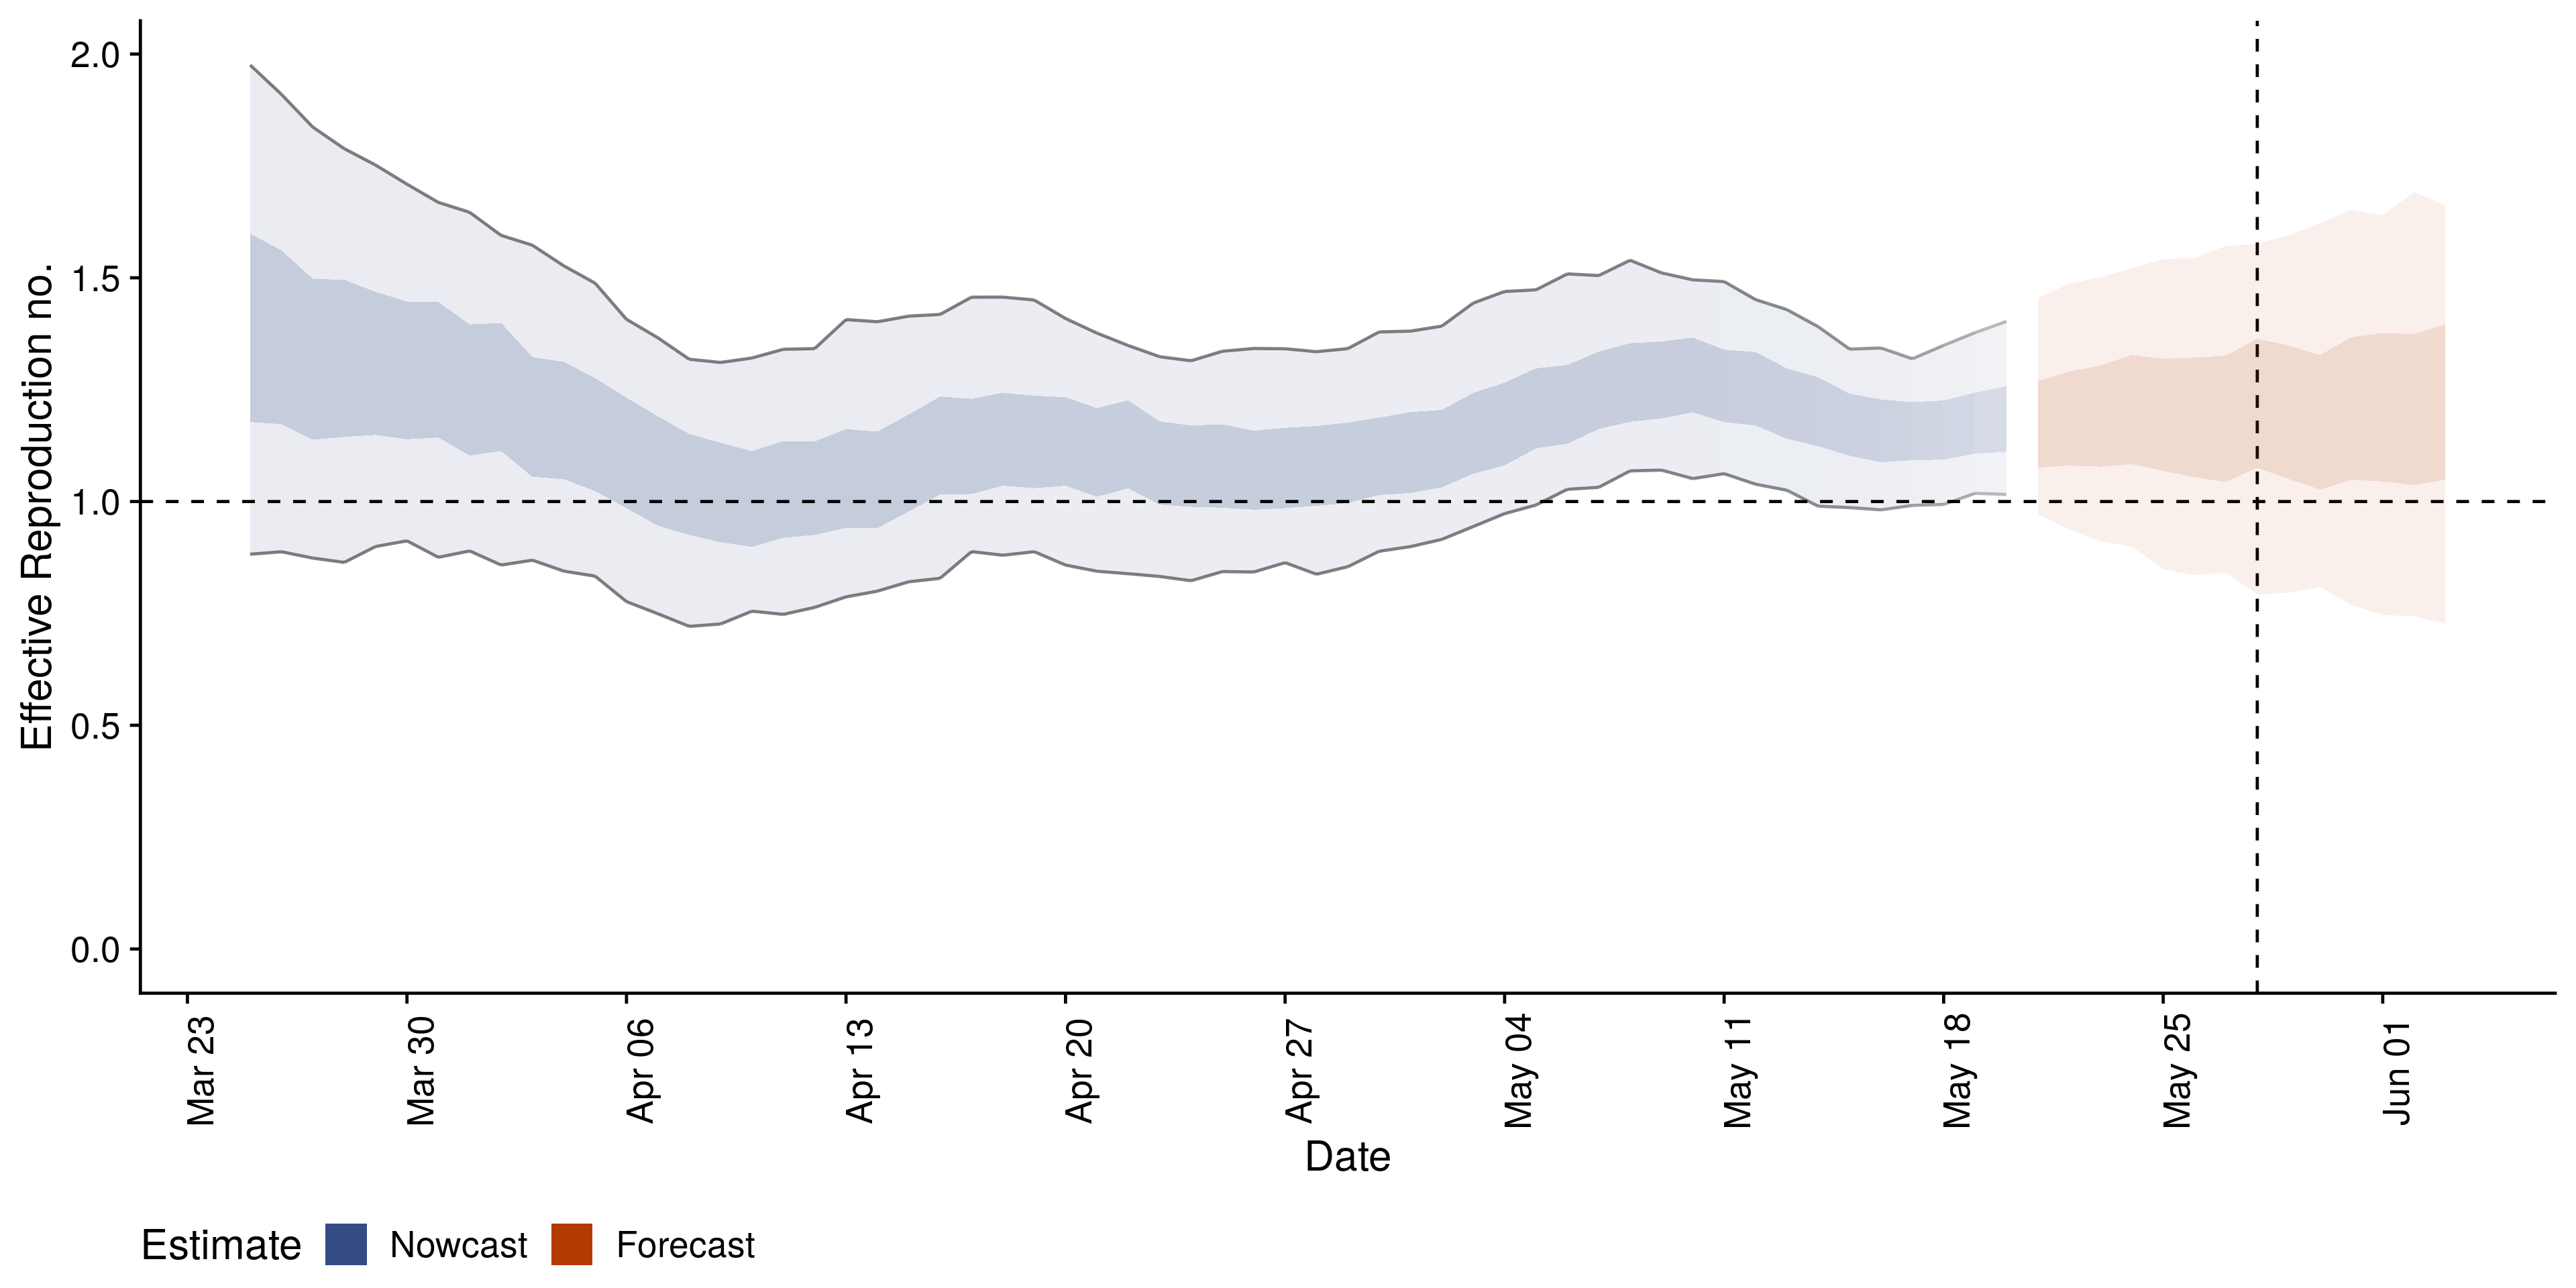 Effective Reproduction no.
2.0
1.5
1.0
0.5
0.0
Mar 23
Mar 30
Apr 06
Apr 13
Apr 20
Apr 27
May 04
May 11
May 18
May 25
Jun 01
Date
Estimate Nowcast Forecast